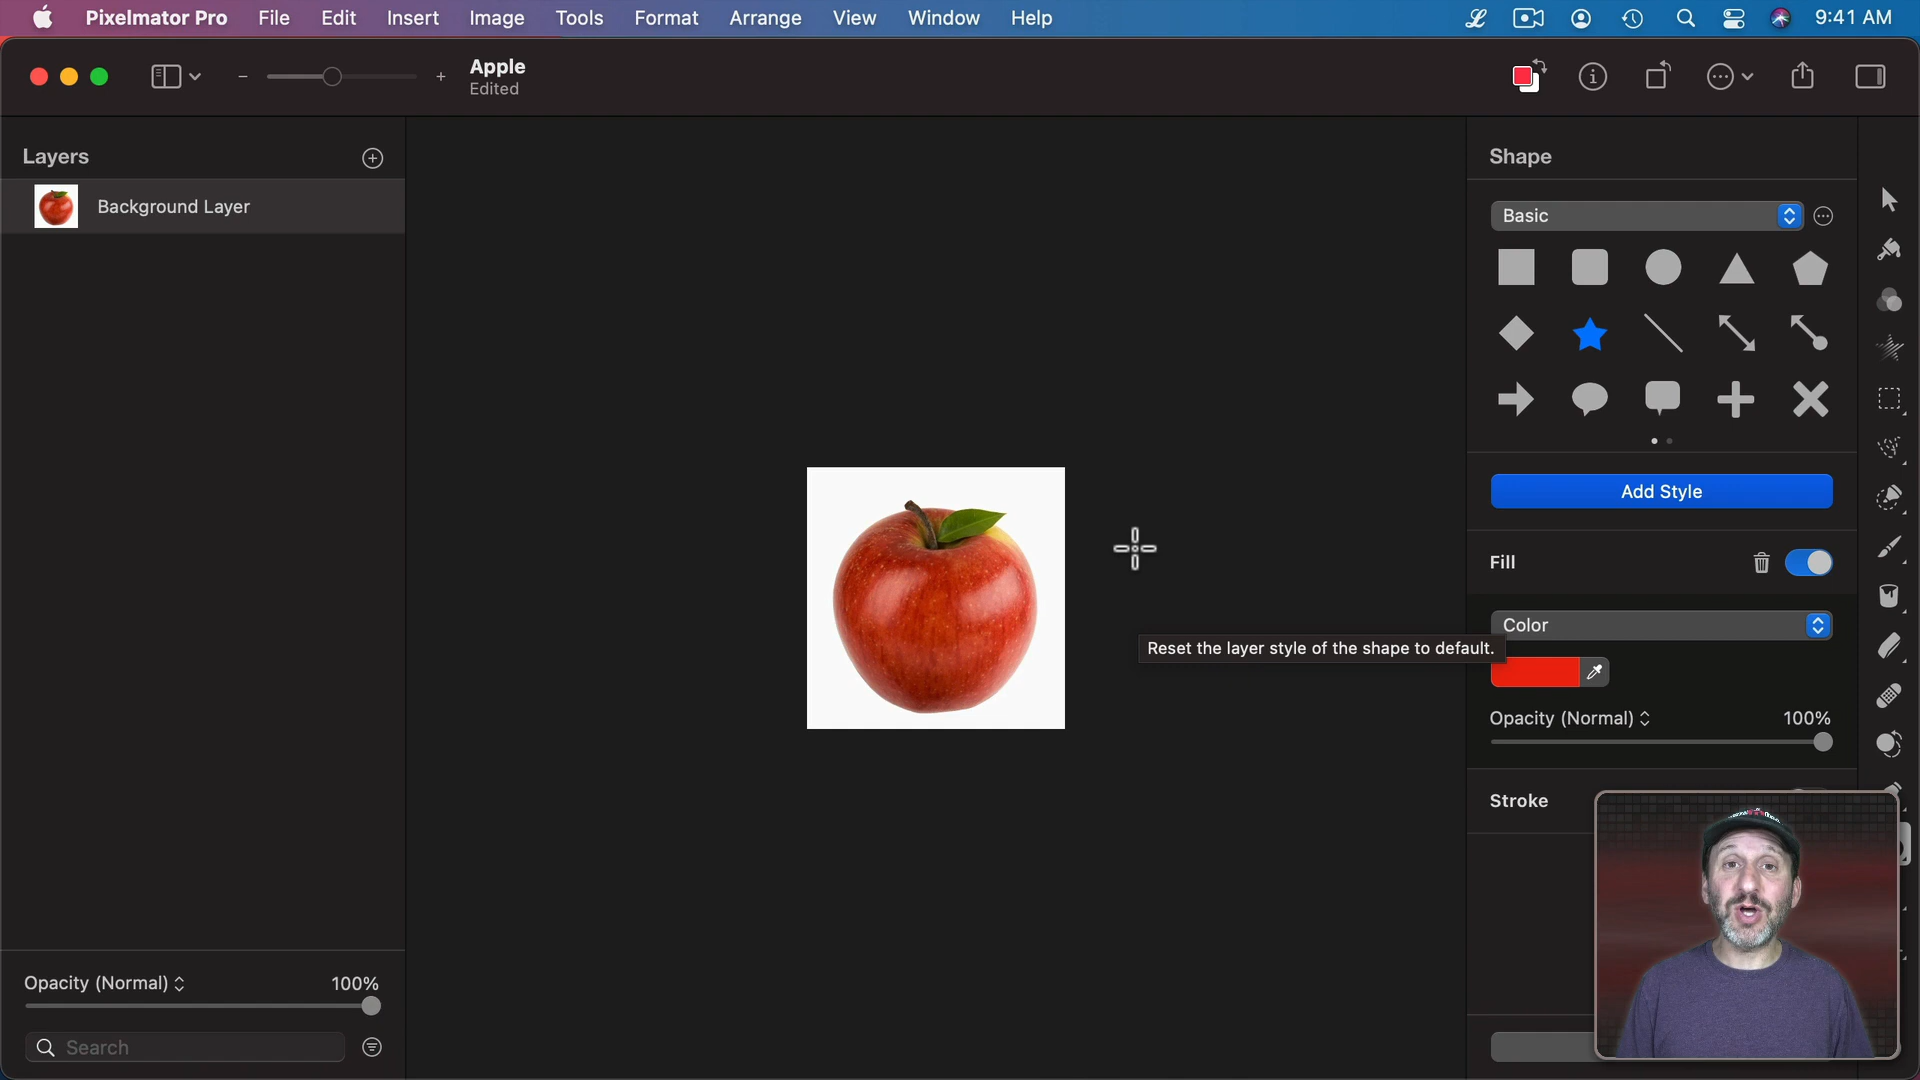 Pixelmator Pro File Edit Insert Image Tools Format Arrange View Window Help 9:41 AM
Apple
Edited
Layers
Background Layer
Opacity (Normal) 100%
Search
Shape
Basic
Add Style
Fill
Color
Reset the layer style of the shape to default.
Opacity (Normal) 100%
Stroke